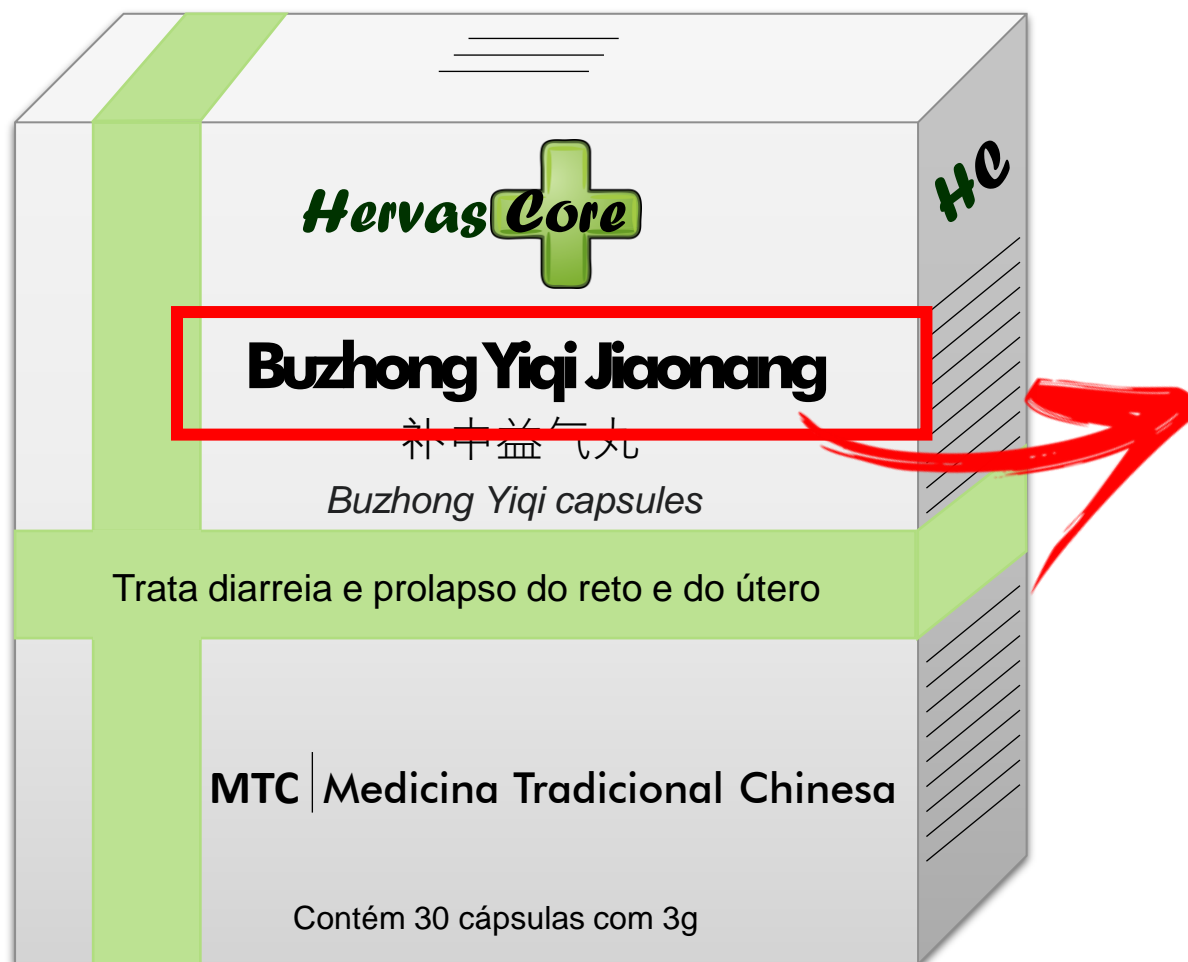 Hervas Core
HC
Buzhong Yiqi Jiaonang
补中益气丸
Buzhong Yiqi capsules
Trata diarreia e prolapso do reto e do útero
MTC Medicina Tradicional Chinesa
Contém 30 cápsulas com 3g